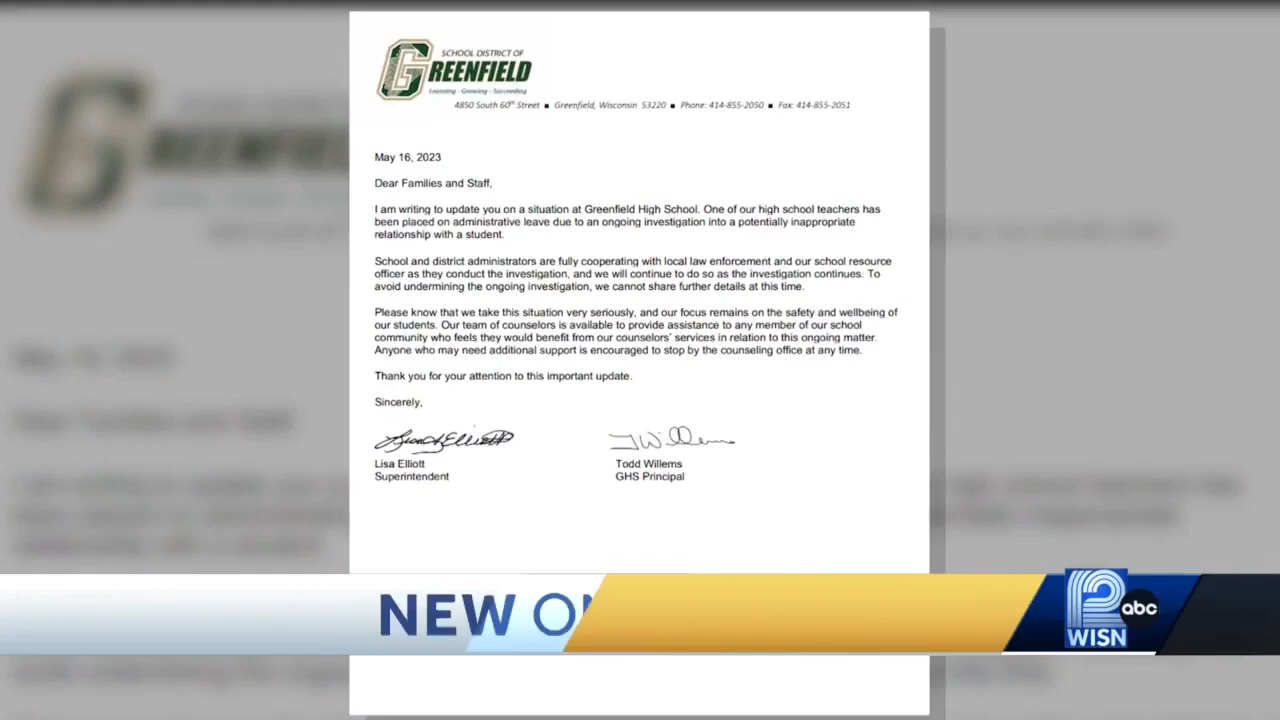 SCHOOL DISTRICT OF
GREENFIELD
Learning - Growing - Succeeding
4850 South 60th Street ■ Greenfield, Wisconsin 53220 ■ Phone: 414-855-2050 ■ Fax: 414-855-2051
May 16, 2023
Dear Families and Staff,
I am writing to update you on a situation at Greenfield High School. One of our high school teachers has
been placed on administrative leave due to an ongoing investigation into a potentially inappropriate
relationship with a student.
School and district administrators are fully cooperating with local law enforcement and our school resource
officer as they conduct the investigation, and we will continue to do so as the investigation continues. To
avoid undermining the ongoing investigation, we cannot share further details at this time.
Please know that we take this situation very seriously, and our focus remains on the safety and wellbeing of
our students. Our team of counselors is available to provide assistance to any member of our school
community who feels they would benefit from our counselors' services in relation to this ongoing matter.
Anyone who may need additional support is encouraged to stop by the counseling office at any time.
Thank you for your attention to this important update.
Sincerely,
Lisa Elliott TWillems
Lisa Elliott Todd Willems
Superintendent GHS Principal
NEW ON
12 abc
WISN